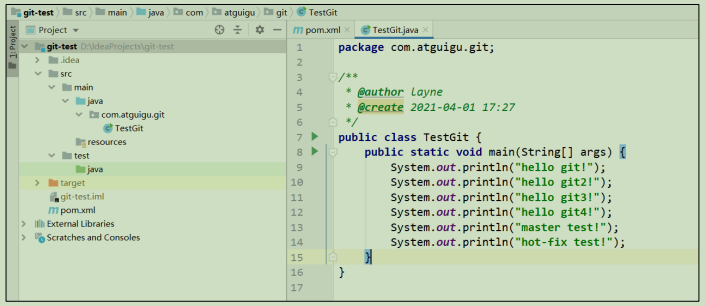 git-test src main java com atguigu git TestGit
1: Project
Project
git-test D:\IdeaProjects\git-test
.idea
src
main
java
com.atguigu.git
TestGit
resources
test
java
target
git-test.iml
pom.xml
External Libraries
Scratches and Consoles
pom.xml TestGit.java
1 package com.atguigu.git;
2
3 /**
4 * @author layne
5 * @create 2021-04-01 17:27
6 */
7 public class TestGit {
8 public static void main(String[] args) {
9 System.out.println("hello git!");
10 System.out.println("hello git2!");
11 System.out.println("hello git3!");
12 System.out.println("hello git4!");
13 System.out.println("master test!");
14 System.out.println("hot-fix test!");
15 }
16 }
17